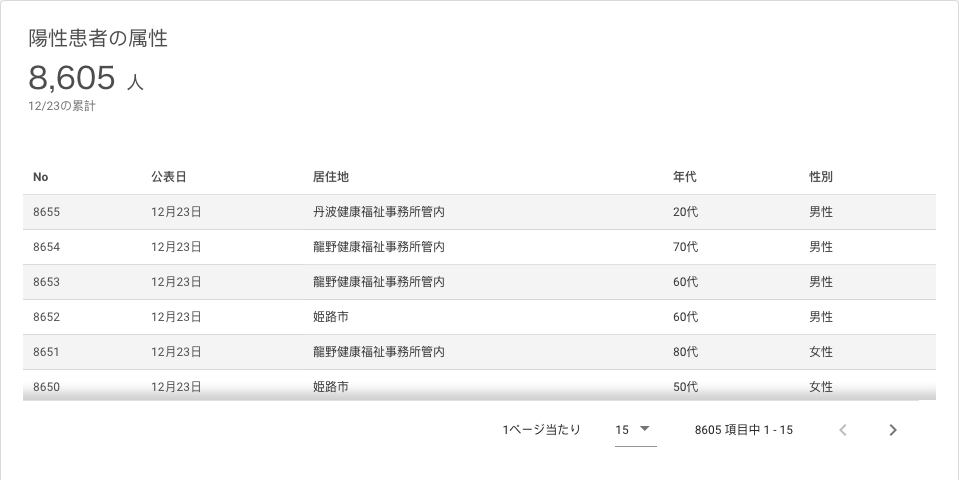 陽性患者の属性
8,605 人
12/23の累計
No 公表日 居住地 年代 性別
8655 12月23日 丹波健康福祉事務所管内 20代 男性
8654 12月23日 龍野健康福祉事務所管内 70代 男性
8653 12月23日 龍野健康福祉事務所管内 60代 男性
8652 12月23日 姫路市 60代 男性
8651 12月23日 龍野健康福祉事務所管内 80代 女性
8650 12月23日 姫路市 50代 女性
1ページ当たり 15 8605 項目中 1 - 15